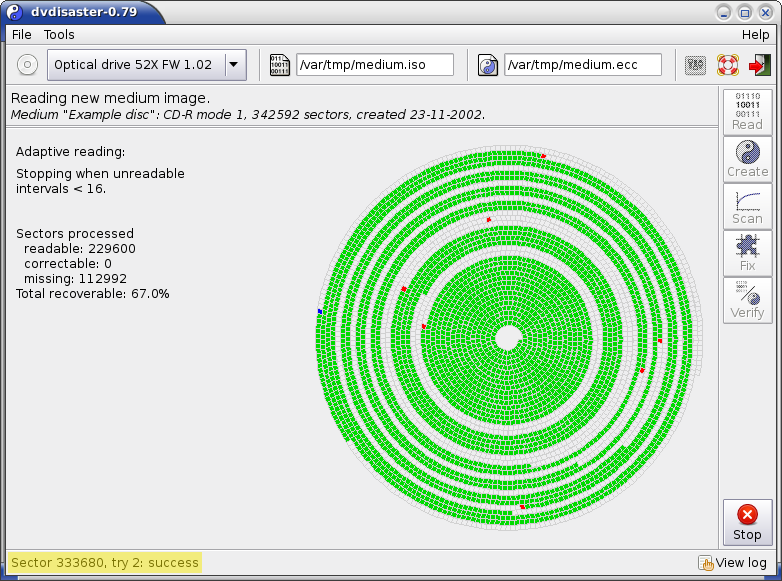 dvdisaster-0.79
File Tools Help
Optical drive 52X FW 1.02 /var/tmp/medium.iso /var/tmp/medium.ecc
Reading new medium image.
Medium "Example disc": CD-R mode 1, 342592 sectors, created 23-11-2002.
01110
10011
00111
Read
Create
Scan
Fix
Verify
Adaptive reading:
Stopping when unreadable
intervals < 16.
Sectors processed
readable: 229600
correctable: 0
missing: 112992
Total recoverable: 67.0%
Stop
Sector 333680, try 2: success View log